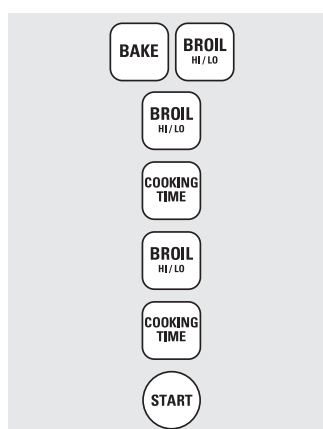 BAKE BROIL
HI / LO
BROIL
HI / LO
COOKING
TIME
BROIL
HI / LO
COOKING
TIME
START